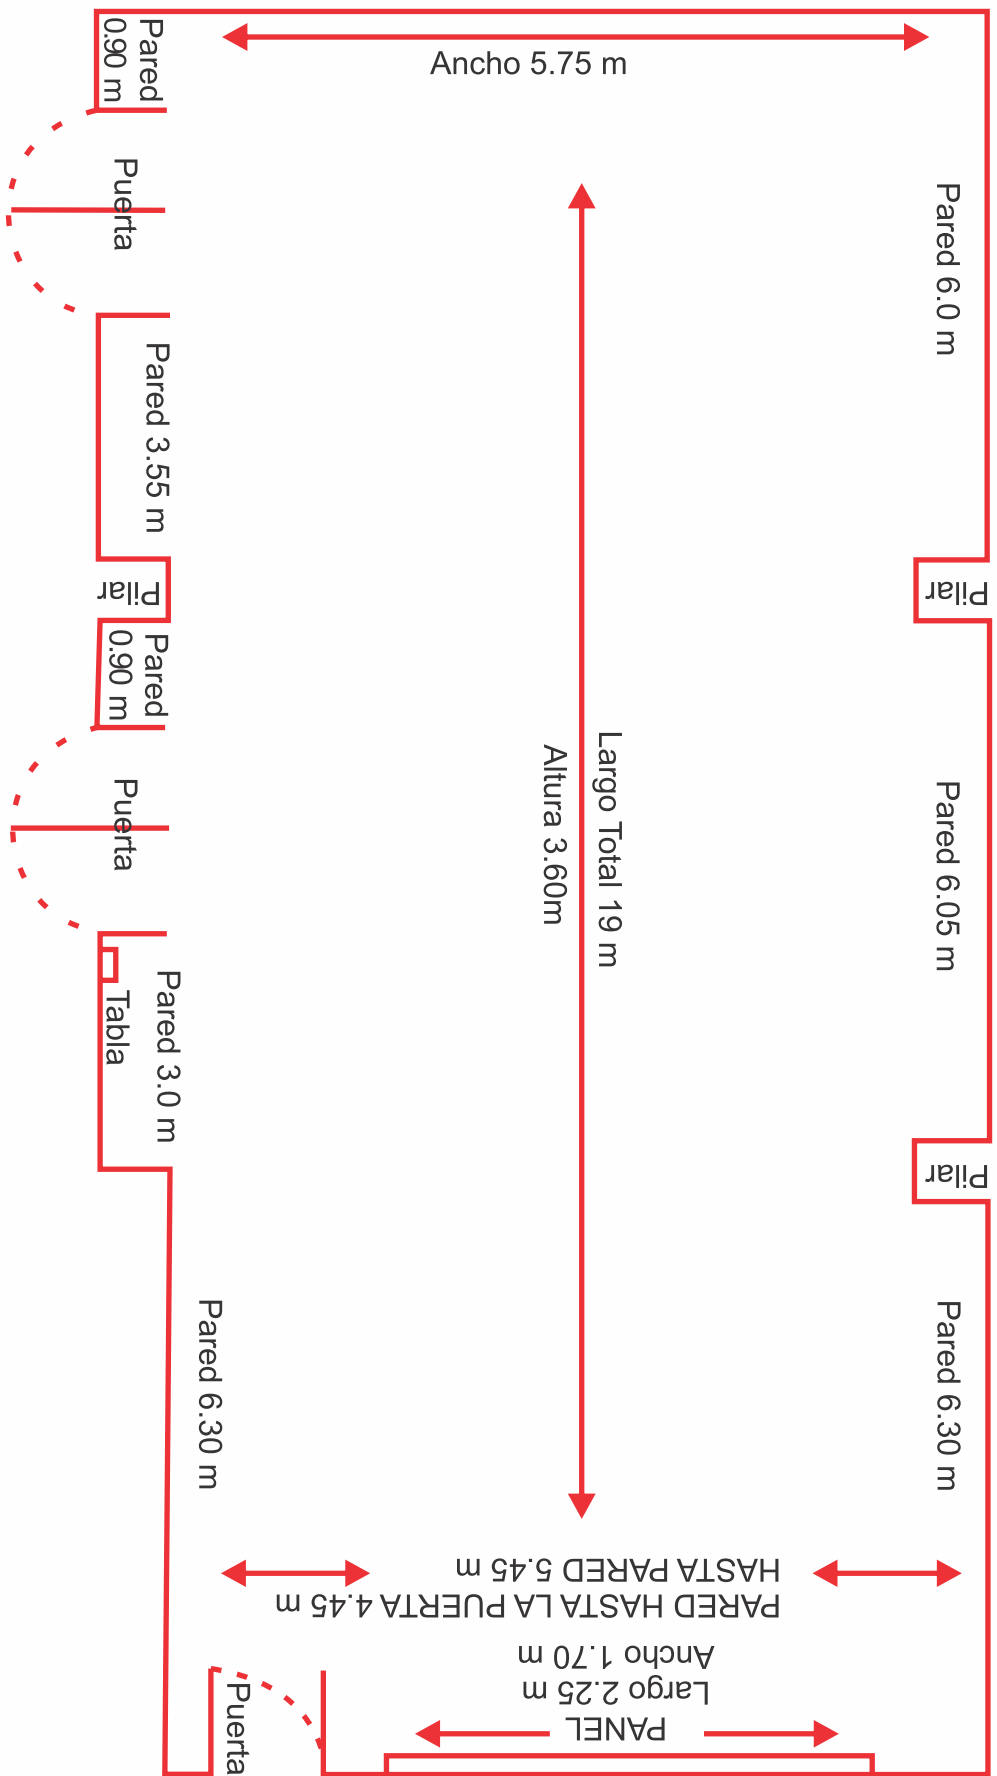 Ancho 5.75 m
Pared
0.90 m
Puerta
Pared 3.55 m
Pilar
Pared
0.90 m
Puerta
Tabla
Pared 3.0 m
Pared 6.30 m
Largo Total 19 m
Altura 3.60m
Pared 6.0 m
Pilar
Pared 6.05 m
Pilar
Pared 6.30 m
HASTA PARED 5.45 m
PARED HASTA LA PUERTA 4.45 m
Ancho 1.70 m
Largo 2.25 m
PANEL
Puerta